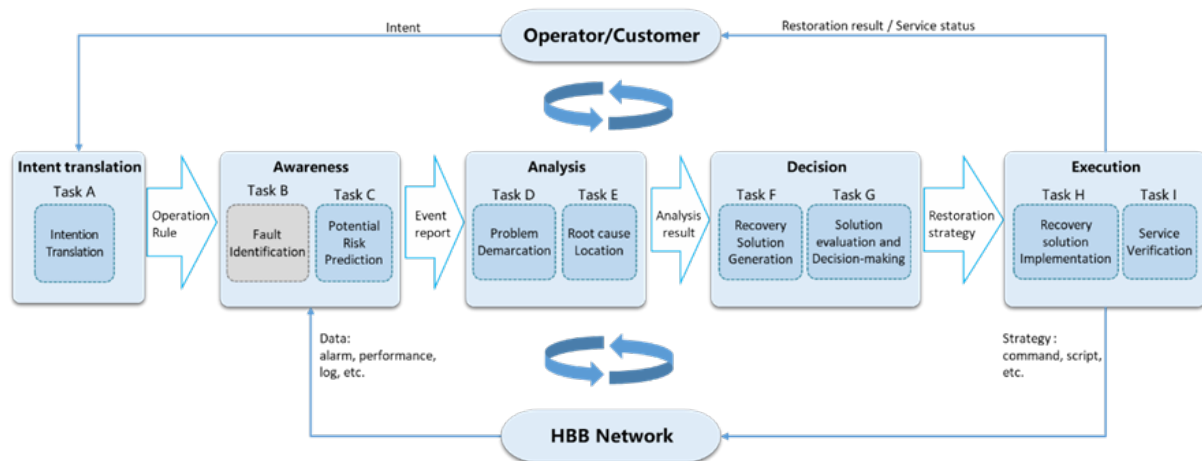 Operator/Customer
Intent
Restoration result / Service status
Intent translation
Task A
Intention
Translation
Operation
Rule
Awareness
Task B
Fault
Identification
Task C
Potential
Risk
Prediction
Event
report
Analysis
Task D
Problem
Demarcation
Task E
Root cause
Location
Analysis
result
Decision
Task F
Recovery
Solution
Generation
Task G
Solution
evaluation and
Decision-making
Restoration
strategy
Execution
Task H
Recovery
solution
Implementation
Task I
Service
Verification
Data:
alarm, performance,
log, etc.
Strategy :
command, script,
etc.
HBB Network